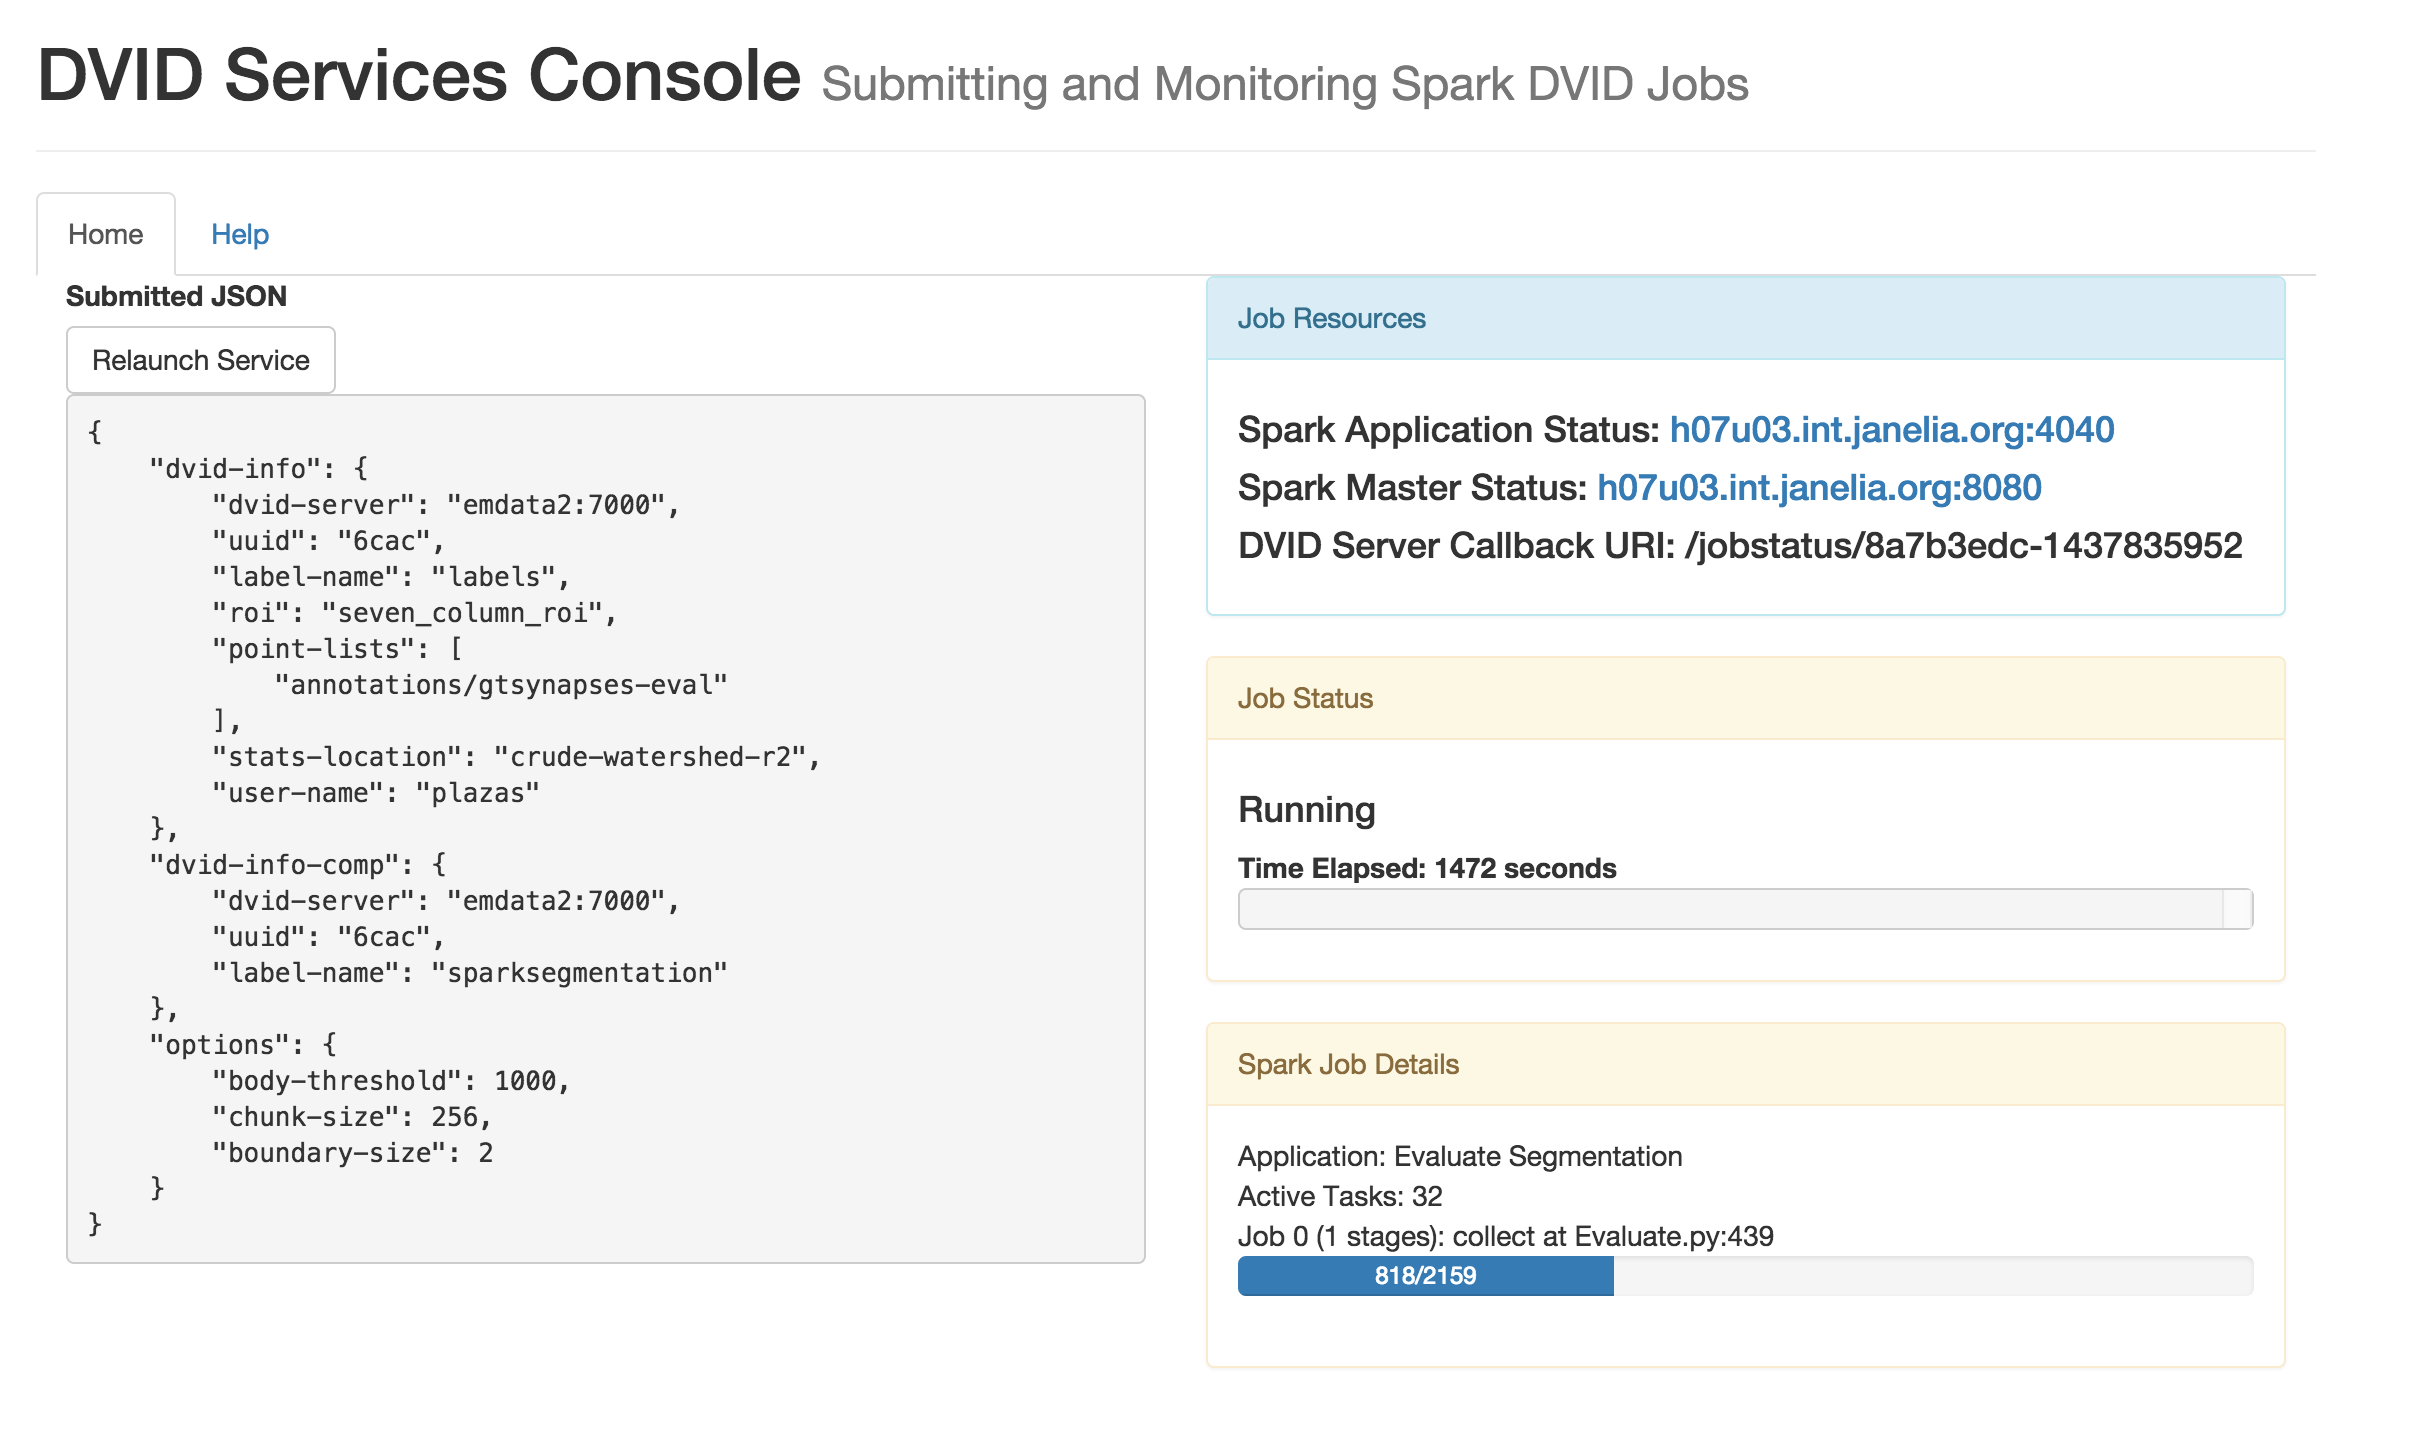 DVID Services Console Submitting and Monitoring Spark DVID Jobs
Home Help
Submitted JSON
Relaunch Service
{
    "dvid-info": {
        "dvid-server": "emdata2:7000",
        "uuid": "6cac",
        "label-name": "labels",
        "roi": "seven_column_roi",
        "point-lists": [
            "annotations/gtsynapses-eval"
        ],
        "stats-location": "crude-watershed-r2",
        "user-name": "plazas"
    },
    "dvid-info-comp": {
        "dvid-server": "emdata2:7000",
        "uuid": "6cac",
        "label-name": "sparksegmentation"
    },
    "options": {
        "body-threshold": 1000,
        "chunk-size": 256,
        "boundary-size": 2
    }
}
Job Resources
Spark Application Status: h07u03.int.janelia.org:4040
Spark Master Status: h07u03.int.janelia.org:8080
DVID Server Callback URI: /jobstatus/8a7b3edc-1437835952
Job Status
Running
Time Elapsed: 1472 seconds
Spark Job Details
Application: Evaluate Segmentation
Active Tasks: 32
Job 0 (1 stages): collect at Evaluate.py:439
818/2159